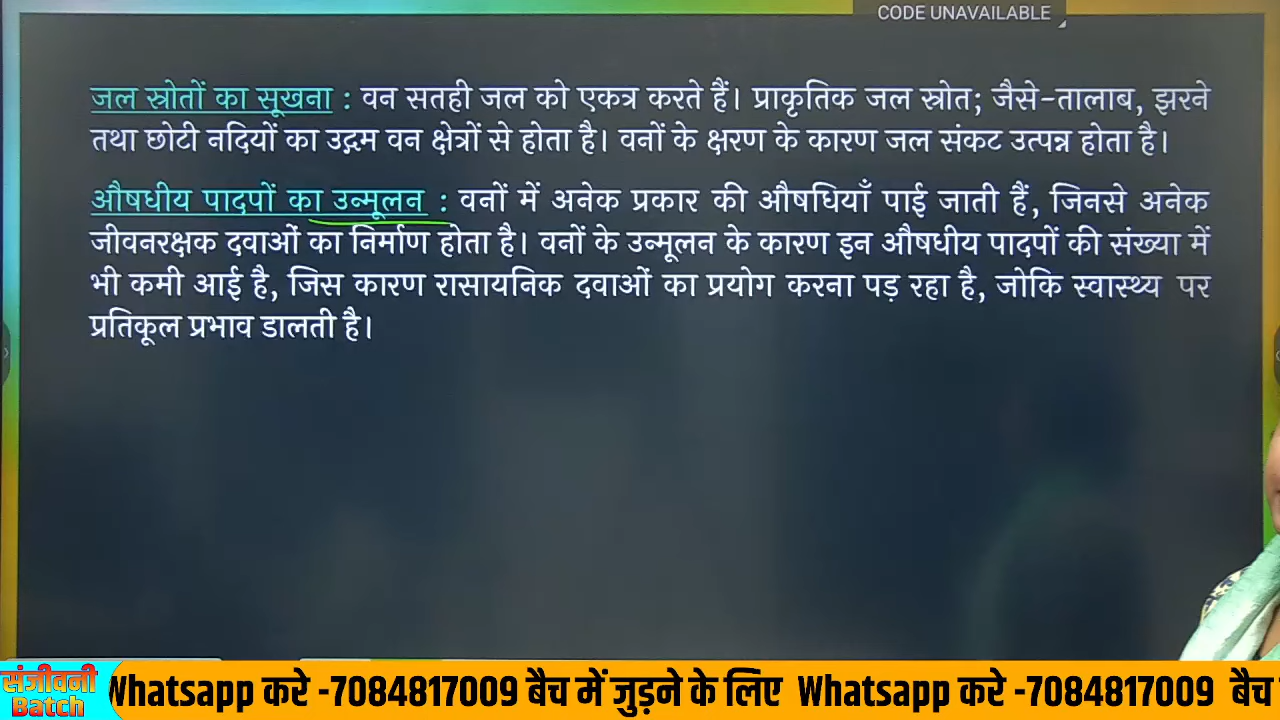 CODE UNAVAILABLE
जल स्रोतों का सूखना : वन सतही जल को एकत्र करते हैं। प्राकृतिक जल स्रोत; जैसे-तालाब, झरने
तथा छोटी नदियों का उद्गम वन क्षेत्रों से होता है। वनों के क्षरण के कारण जल संकट उत्पन्न होता है।
औषधीय पादपों का उन्मूलन : वनों में अनेक प्रकार की औषधियाँ पाई जाती हैं, जिनसे अनेक
जीवनरक्षक दवाओं का निर्माण होता है। वनों के उन्मूलन के कारण इन औषधीय पादपों की संख्या में
भी कमी आई है, जिस कारण रासायनिक दवाओं का प्रयोग करना पड़ रहा है, जोकि स्वास्थ्य पर
प्रतिकूल प्रभाव डालती है।
संजीवनी
Batch
Whatsapp करे -7084817009 बैच में जुड़ने के लिए Whatsapp करे -7084817009 बैच